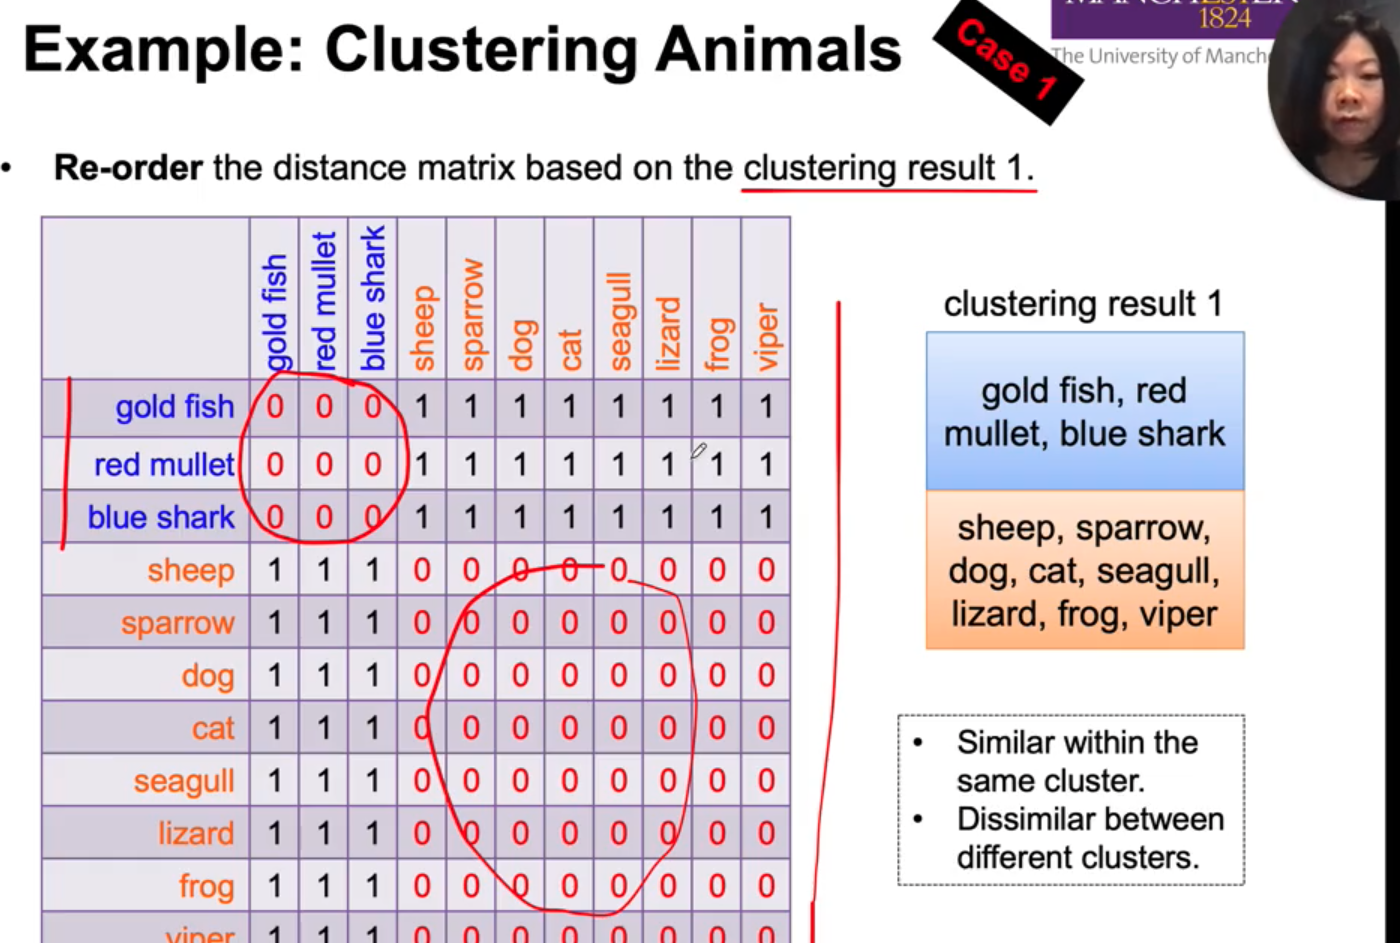 MANCHESTER
1824
The University of Manche
Example: Clustering Animals
Case 1
• Re-order the distance matrix based on the clustering result 1.
gold fish red mullet blue shark sheep sparrow dog cat seagull lizard frog viper
gold fish 0 0 0 1 1 1 1 1 1 1 1
red mullet 0 0 0 1 1 1 1 1 1 1 1
blue shark 0 0 0 1 1 1 1 1 1 1 1
sheep 1 1 1 0 0 0 0 0 0 0 0
sparrow 1 1 1 0 0 0 0 0 0 0 0
dog 1 1 1 0 0 0 0 0 0 0 0
cat 1 1 1 0 0 0 0 0 0 0 0
seagull 1 1 1 0 0 0 0 0 0 0 0
lizard 1 1 1 0 0 0 0 0 0 0 0
frog 1 1 1 0 0 0 0 0 0 0 0
viper 1 1 1 0 0 0 0 0 0 0 0
clustering result 1
gold fish, red
mullet, blue shark
sheep, sparrow,
dog, cat, seagull,
lizard, frog, viper
• Similar within the
same cluster.
• Dissimilar between
different clusters.